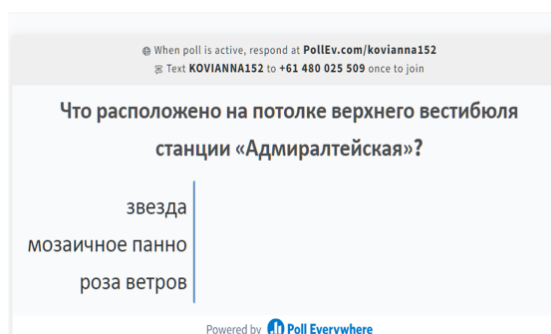 When poll is active, respond at PollEv.com/kovianna152
Text KOVIANNA152 to +61 480 025 509 once to join
Что расположено на потолке верхнего вестибюля
станции «Адмиралтейская»?
звезда
мозаичное панно
роза ветров
Powered by Poll Everywhere